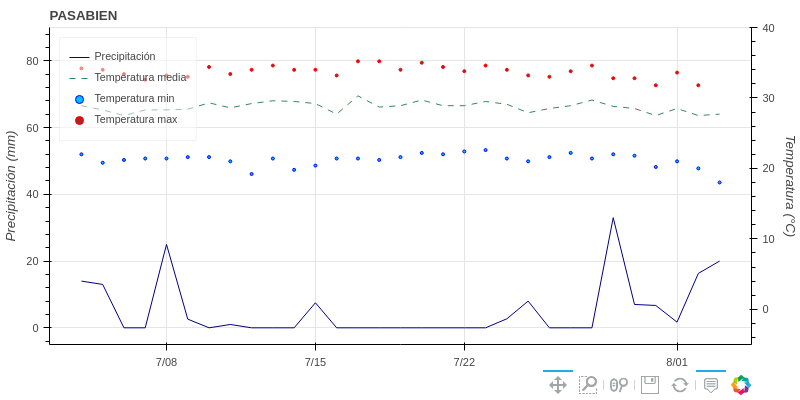 PASABIEN
Precipitación
Temperatura media
Temperatura min
Temperatura max
Precipitación (mm)
80
60
40
20
0
Temperatura (°C)
40
30
20
10
0
7/08
7/15
7/22
8/01